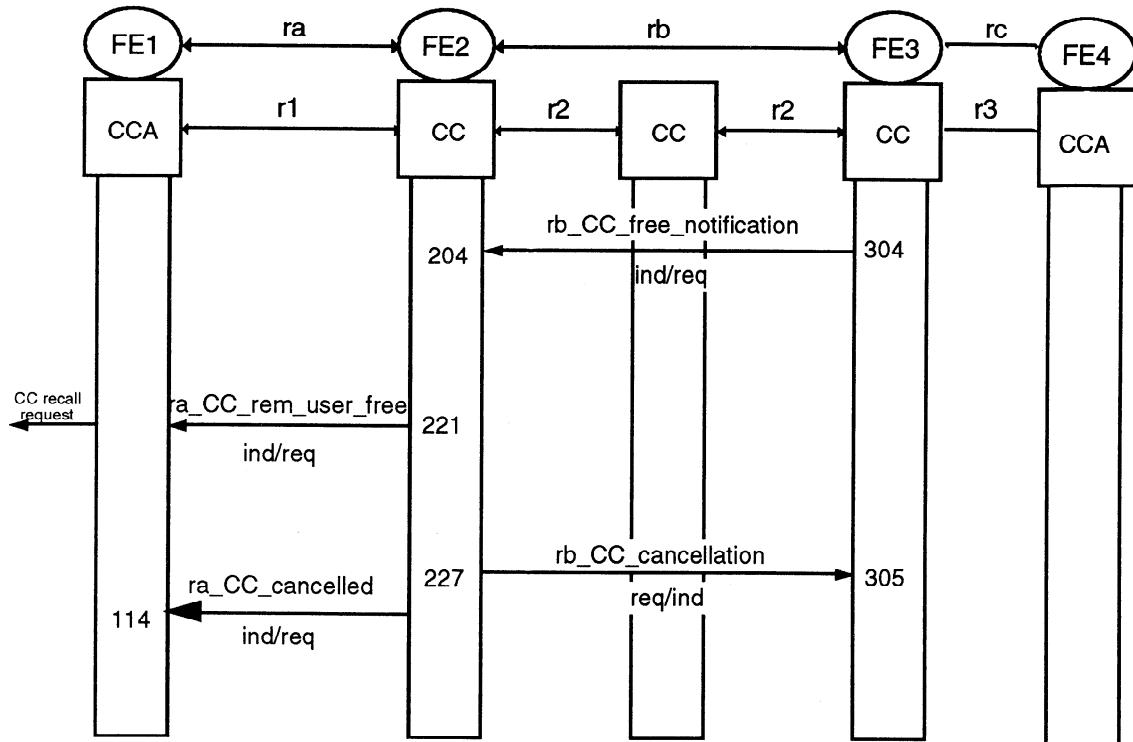 FE1 ra FE2 rb FE3 rc FE4
CCA r1 CC r2 CC r2 CC r3 CCA
rb_CC_free_notification
204 304
ind/req
CC recall
request
ra_CC_rem_user_free
221
ind/req
rb_CC_cancellation
227 305
ra_CC_cancelled
req/ind
114
ind/req